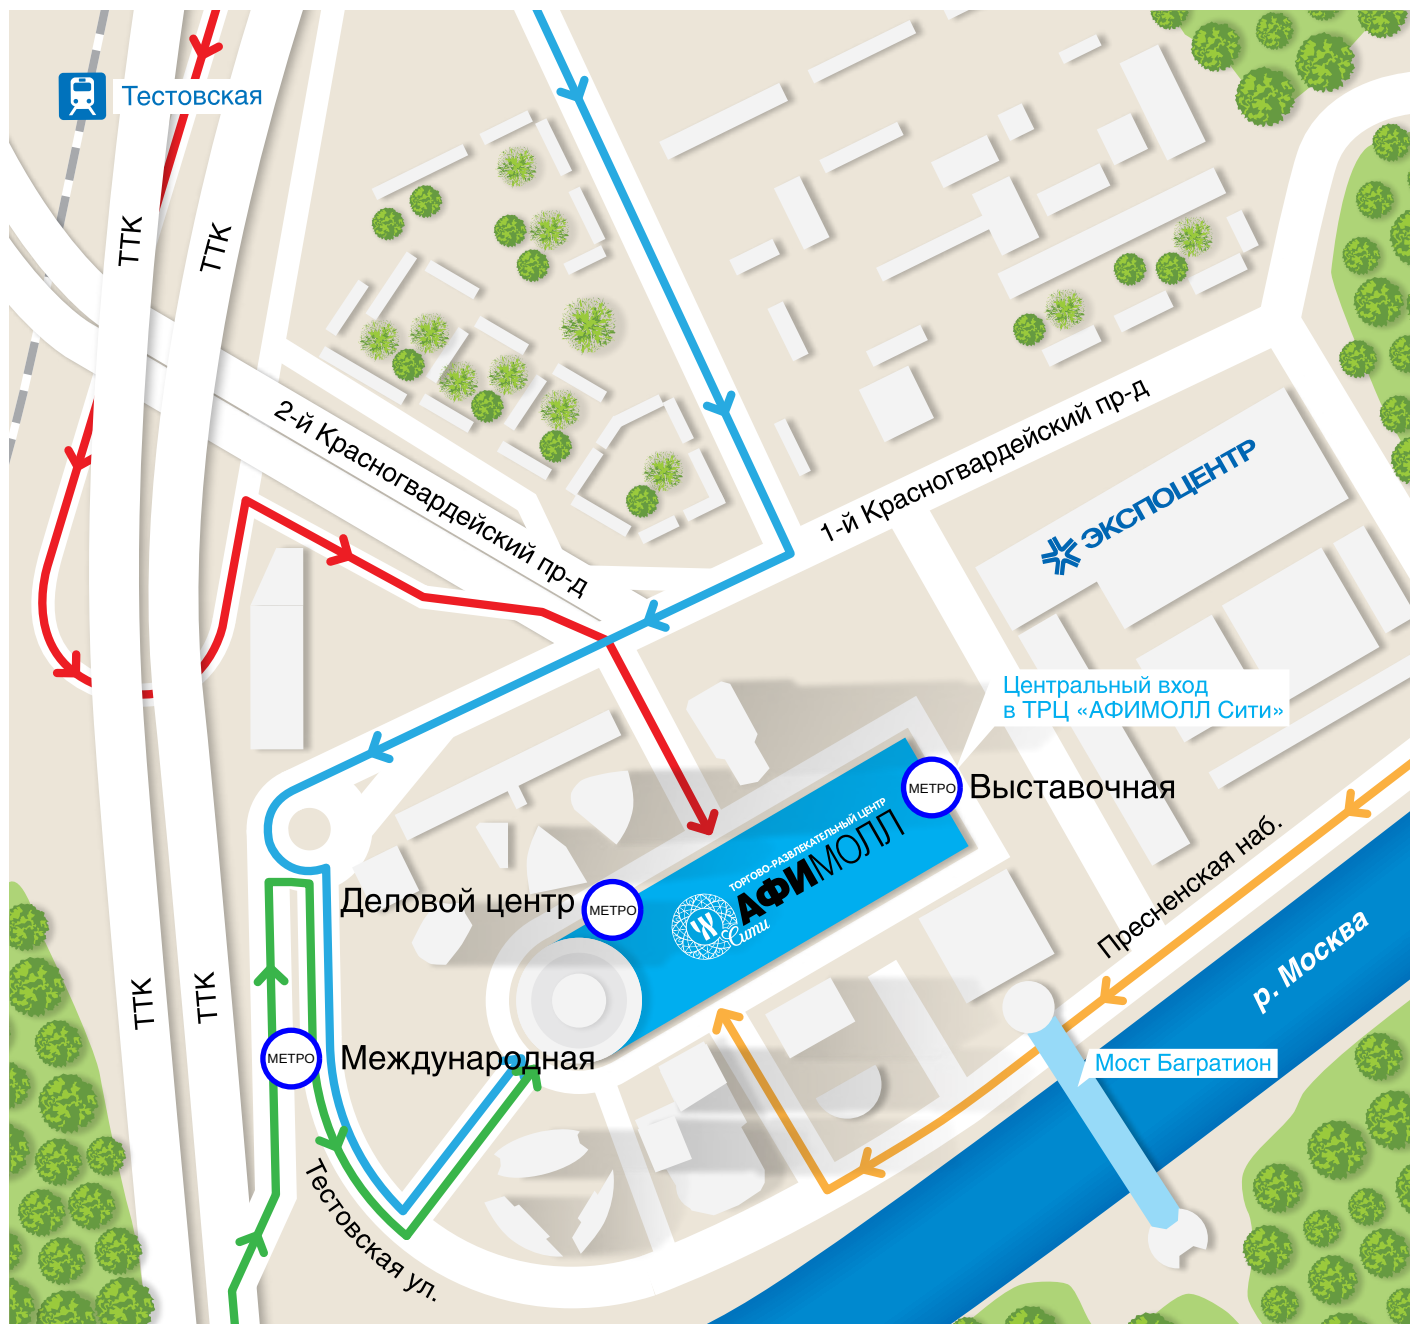 Тестовская
ТТК
ТТК
2-й Красногвардейский пр-д
1-й Красногвардейский пр-д
ЭКСПОЦЕНТР
Центральный вход
в ТРЦ «АФИМОЛЛ Сити»
МЕТРО
Выставочная
ТОРГОВО-РАЗВЛЕКАТЕЛЬНЫЙ ЦЕНТР
АФИМОЛЛ
Сити
Деловой центр
МЕТРО
Пресненская наб.
р. Москва
ТТК
ТТК
МЕТРО
Международная
Мост Багратион
Тестовская ул.